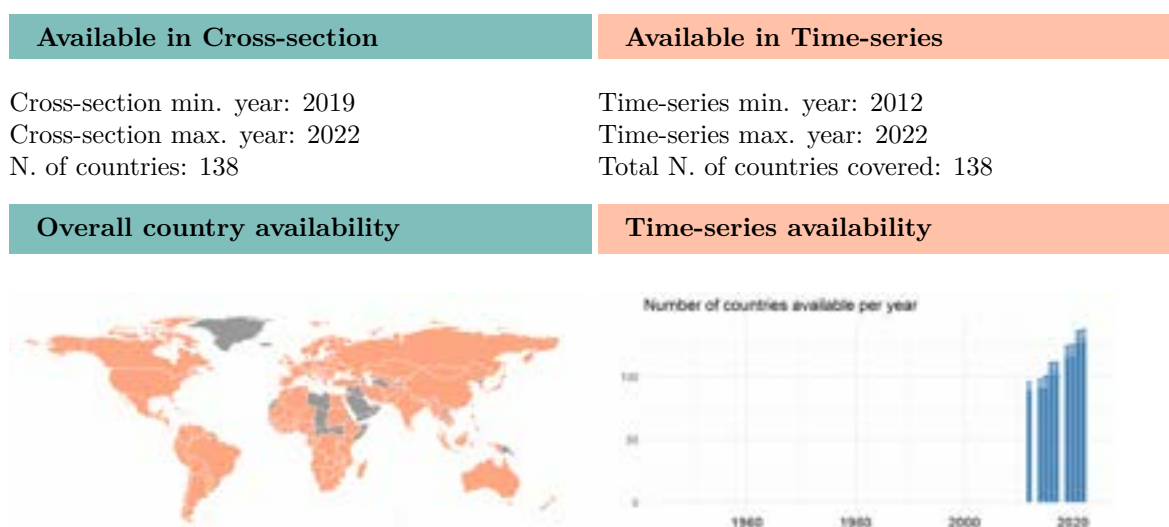 Available in Cross-section
Cross-section min. year: 2019
Cross-section max. year: 2022
N. of countries: 138
Available in Time-series
Time-series min. year: 2012
Time-series max. year: 2022
Total N. of countries covered: 138
Overall country availability
Time-series availability
Number of countries available per year
100
50
0
1960
1980
2000
2020